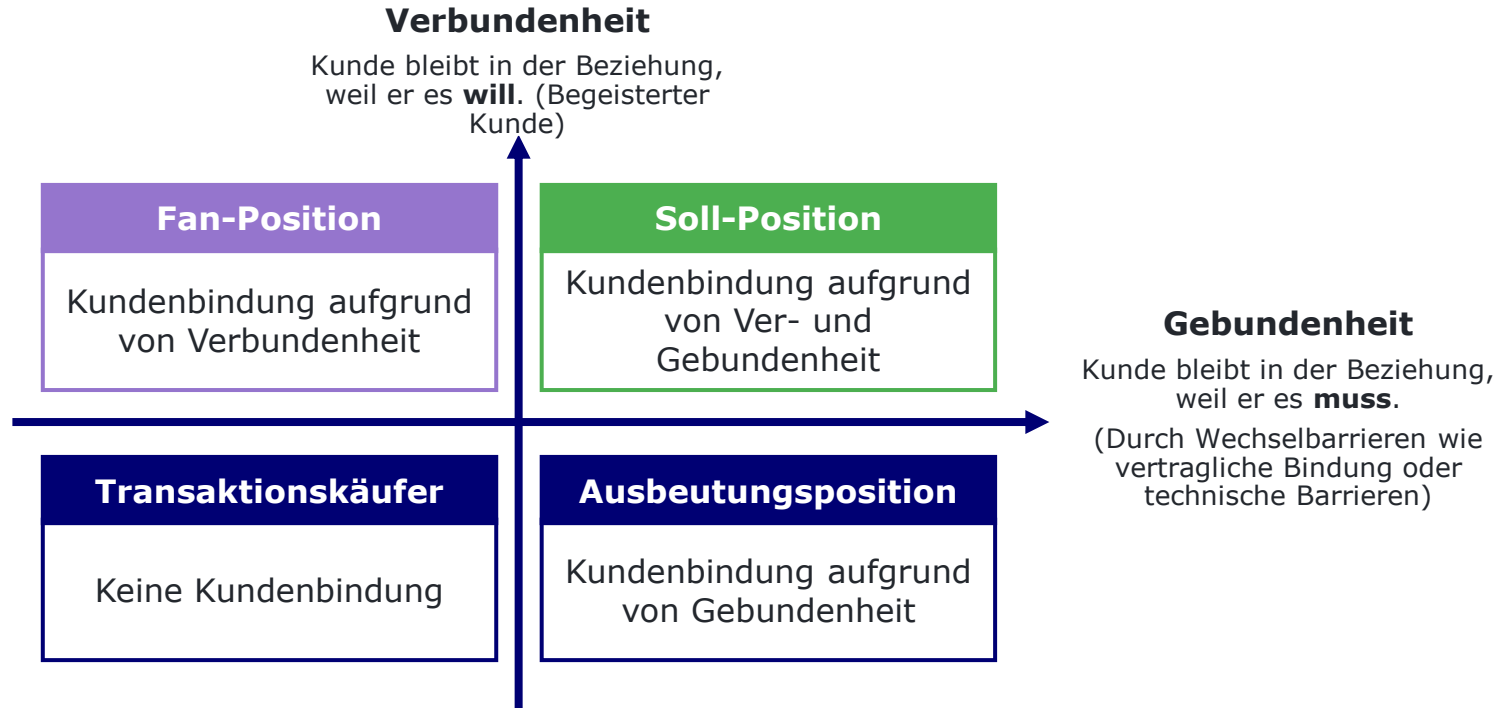 Verbundenheit
Kunde bleibt in der Beziehung,
weil er es will. (Begeisterter
Kunde)
Fan-Position
Kundenbindung aufgrund
von Verbundenheit
Soll-Position
Kundenbindung aufgrund
von Ver- und
Gebundenheit
Gebundenheit
Kunde bleibt in der Beziehung,
weil er es muss.
(Durch Wechselbarrieren wie
vertragliche Bindung oder
technische Barrieren)
Transaktionskäufer
Keine Kundenbindung
Ausbeutungsposition
Kundenbindung aufgrund
von Gebundenheit